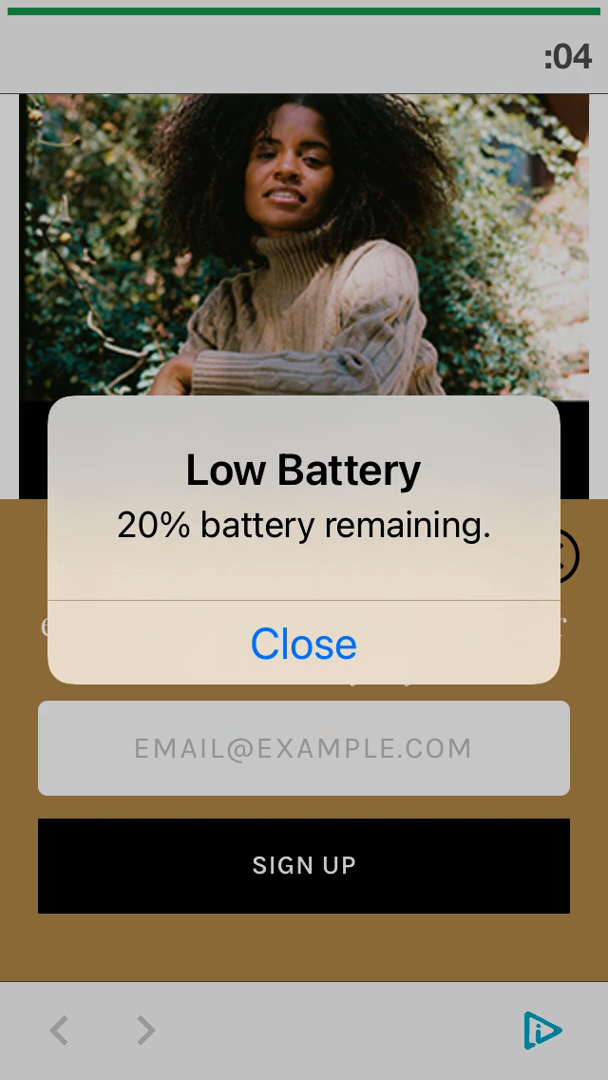 :04
Low Battery
20% battery remaining.
Close
EMAIL@EXAMPLE.COM
SIGN UP